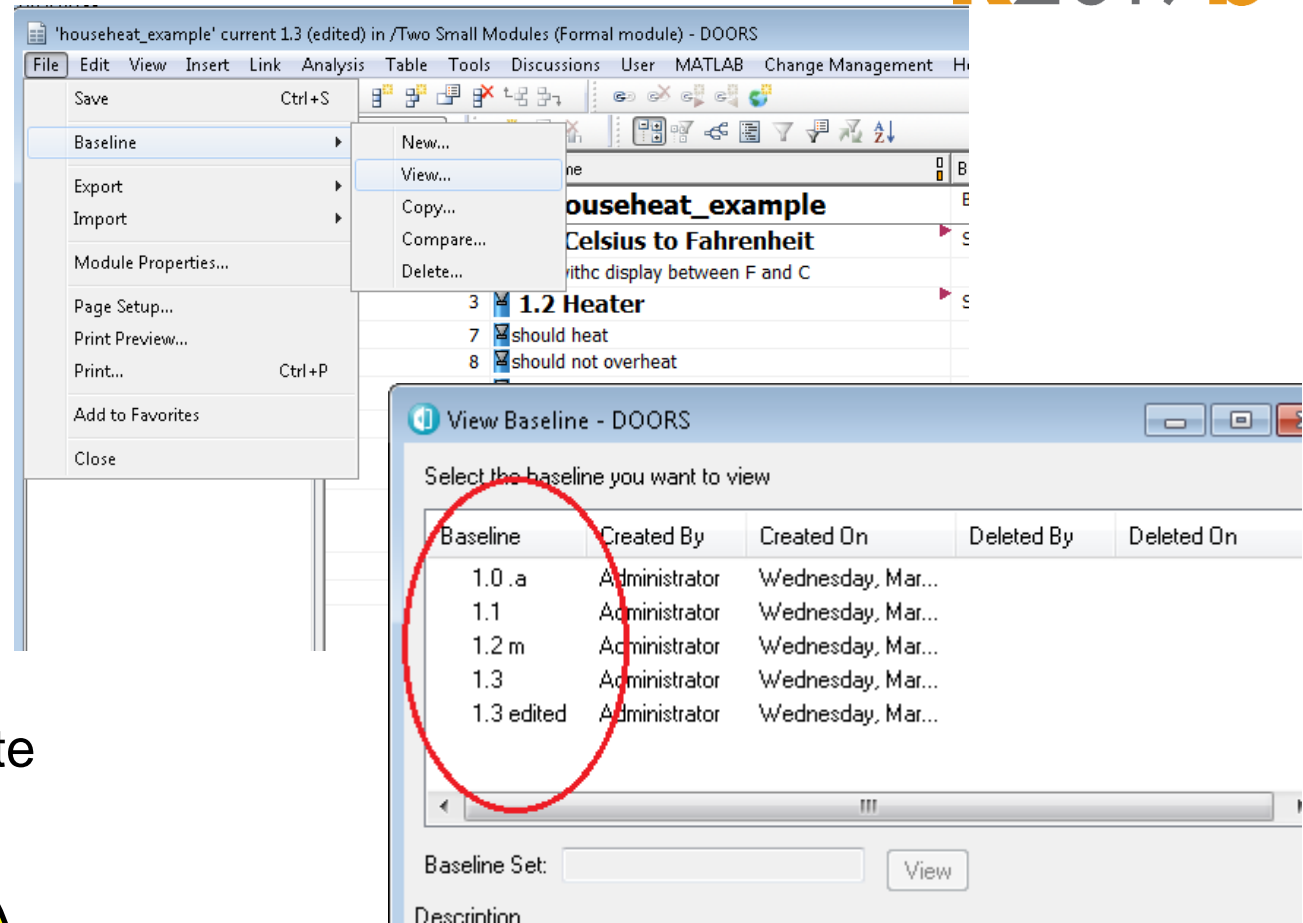 'househeat_example' current 1.3 (edited) in /Two Small Modules (Formal module) - DOORS
File Edit View Insert Link Analysis Table Tools Discussions User MATLAB Change Management
Save Ctrl+S
Baseline
Export
Import
Module Properties...
Page Setup...
Print Preview...
Print... Ctrl+P
Add to Favorites
Close
New...
View...
Copy...
Compare...
Delete...
me
B
househeat_example
Celsius to Fahrenheit
S
withc display between F and C
3 1.2 Heater
S
7 should heat
8 should not overheat
View Baseline - DOORS
Select the baseline you want to view
Baseline Created By Created On Deleted By Deleted On
1.0 .a Administrator Wednesday, Mar...
1.1 Administrator Wednesday, Mar...
1.2 m Administrator Wednesday, Mar...
1.3 Administrator Wednesday, Mar...
1.3 edited Administrator Wednesday, Mar...
Baseline Set: View
Description
te